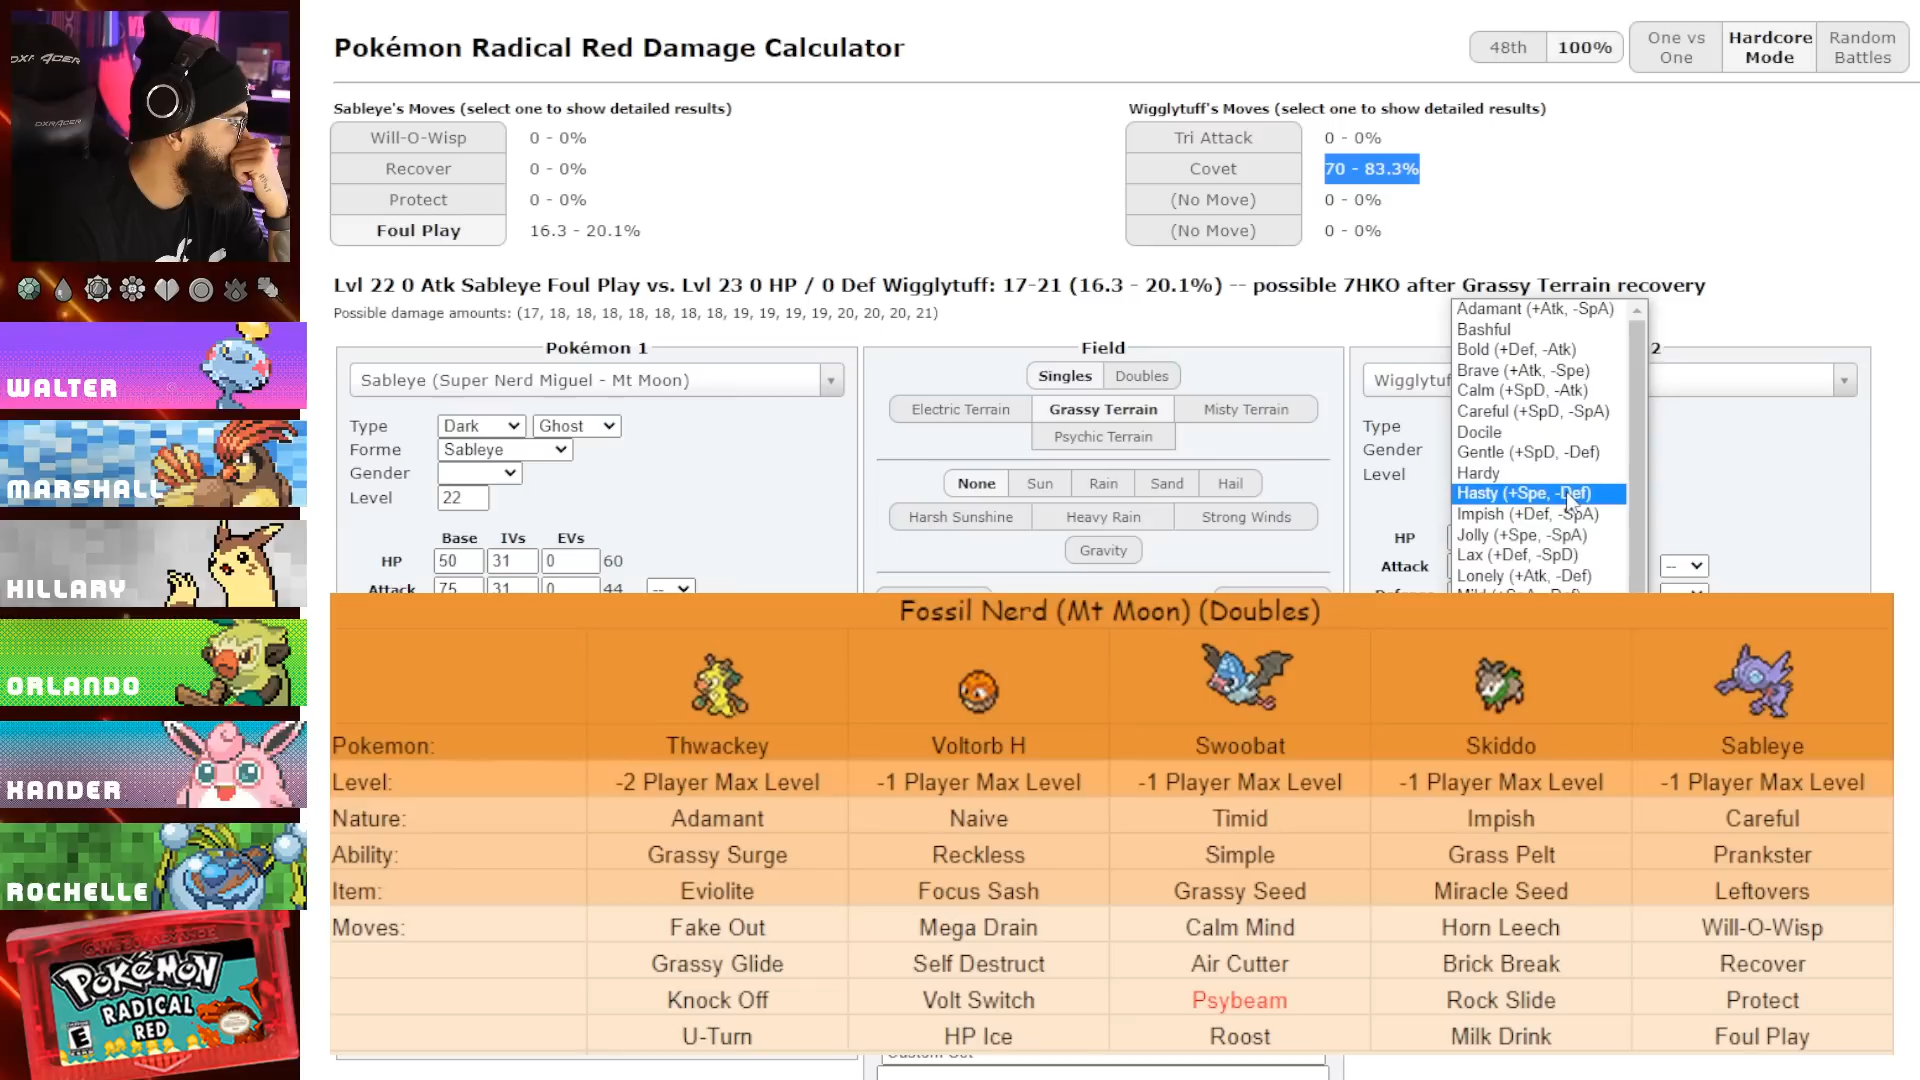 Pokémon Radical Red Damage Calculator
48th 100%
One vs One
Hardcore Mode
Random Battles
Sableye's Moves (select one to show detailed results)
Will-O-Wisp 0 - 0%
Recover 0 - 0%
Protect 0 - 0%
Foul Play 16.3 - 20.1%
Wigglytuff's Moves (select one to show detailed results)
Tri Attack 0 - 0%
Covet 70 - 83.3%
(No Move) 0 - 0%
(No Move) 0 - 0%
Lvl 22 0 Atk Sableye Foul Play vs. Lvl 23 0 HP / 0 Def Wigglytuff: 17-21 (16.3 - 20.1%) -- possible 7HKO after Grassy Terrain recovery
Possible damage amounts: (17, 18, 18, 18, 18, 18, 18, 18, 19, 19, 19, 19, 20, 20, 20, 21)
Pokémon 1
Sableye (Super Nerd Miguel - Mt Moon)
Type Dark Ghost
Forme Sableye
Gender
Level 22
Base IVs EVs
HP 50 31 0 60
Attack 75 31 0 44 --
Field
Singles Doubles
Electric Terrain Grassy Terrain Misty Terrain
Psychic Terrain
None Sun Rain Sand Hail
Harsh Sunshine Heavy Rain Strong Winds
Gravity
2
Type
Gender
Level
HP
Attack --
Adamant (+Atk, -SpA)
Bashful
Bold (+Def, -Atk)
Brave (+Atk, -Spe)
Calm (+SpD, -Atk)
Careful (+SpD, -SpA)
Docile
Gentle (+SpD, -Def)
Hardy
Hasty (+Spe, -Def)
Impish (+Def, -SpA)
Jolly (+Spe, -SpA)
Lax (+Def, -SpD)
Lonely (+Atk, -Def)
Fossil Nerd (Mt Moon) (Doubles)
Pokemon: Thwackey Voltorb H Swoobat Skiddo Sableye
Level: -2 Player Max Level -1 Player Max Level -1 Player Max Level -1 Player Max Level -1 Player Max Level
Nature: Adamant Naive Timid Impish Careful
Ability: Grassy Surge Reckless Simple Grass Pelt Prankster
Item: Eviolite Focus Sash Grassy Seed Miracle Seed Leftovers
Moves: Fake Out Mega Drain Calm Mind Horn Leech Will-O-Wisp
Grassy Glide Self Destruct Air Cutter Brick Break Recover
Knock Off Volt Switch Psybeam Rock Slide Protect
U-Turn HP Ice Roost Milk Drink Foul Play
WALTER
MARSHALL
HILLARY
ORLANDO
XANDER
ROCHELLE
POKéMON
RADICAL
RED
E